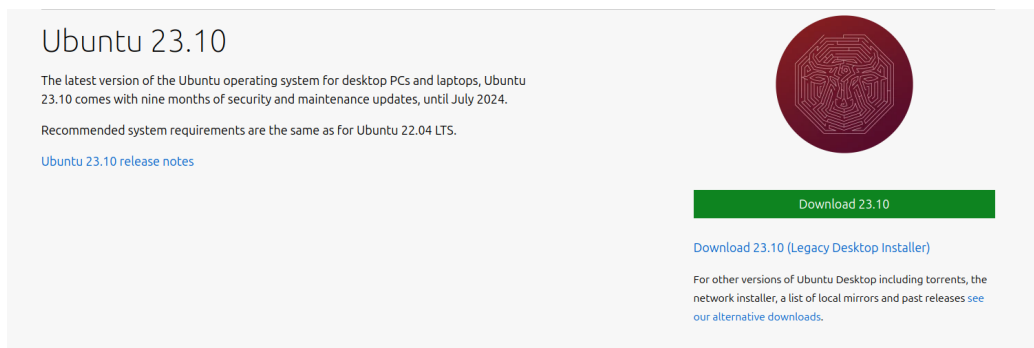 Ubuntu 23.10
The latest version of the Ubuntu operating system for desktop PCs and laptops, Ubuntu
23.10 comes with nine months of security and maintenance updates, until July 2024.
Recommended system requirements are the same as for Ubuntu 22.04 LTS.
Ubuntu 23.10 release notes
Download 23.10
Download 23.10 (Legacy Desktop Installer)
For other versions of Ubuntu Desktop including torrents, the
network installer, a list of local mirrors and past releases see
our alternative downloads.